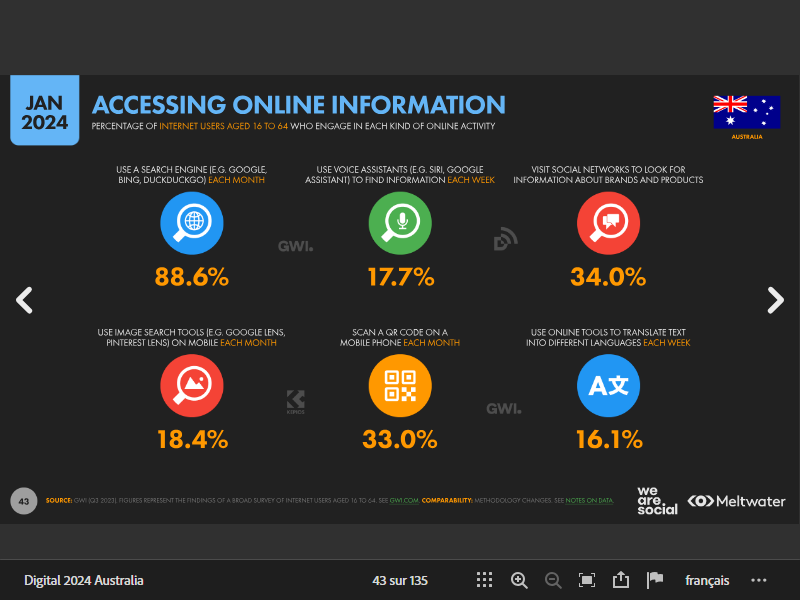 JAN
2024
ACCESSING ONLINE INFORMATION
PERCENTAGE OF INTERNET USERS AGED 16 TO 64 WHO ENGAGE IN EACH KIND OF ONLINE ACTIVITY
AUSTRALIA
USE A SEARCH ENGINE (E.G. GOOGLE,
BING, DUCKDUCKGO) EACH MONTH
88.6%
USE VOICE ASSISTANTS (E.G. SIRI, GOOGLE
ASSISTANT) TO FIND INFORMATION EACH WEEK
17.7%
VISIT SOCIAL NETWORKS TO LOOK FOR
INFORMATION ABOUT BRANDS AND PRODUCTS
34.0%
GWI.
USE IMAGE SEARCH TOOLS (E.G. GOOGLE LENS,
PINTEREST LENS) ON MOBILE EACH MONTH
18.4%
SCAN A QR CODE ON A
MOBILE PHONE EACH MONTH
33.0%
USE ONLINE TOOLS TO TRANSLATE TEXT
INTO DIFFERENT LANGUAGES EACH WEEK
A文
16.1%
KEPIOS
GWI.
43
SOURCE: GWI (Q3 2023). FIGURES REPRESENT THE FINDINGS OF A BROAD SURVEY OF INTERNET USERS AGED 16 TO 64. SEE GWI.COM. COMPARABILITY: METHODOLOGY CHANGES. SEE NOTES ON DATA.
we
are
social
Meltwater
Digital 2024 Australia
43 sur 135
français